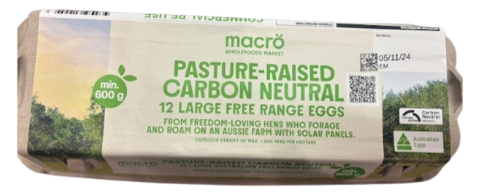 COMMERCIAL RE-USE
macro
WHOLEFOODS MARKET
05/11/24
EM
PASTURE-RAISED
CARBON NEUTRAL
min.
600 g
12 LARGE FREE RANGE EGGS
FROM FREEDOM-LOVING HENS WHO FORAGE
AND ROAM ON AN AUSSIE FARM WITH SOLAR PANELS.
OUTDOOR DENSITY OF MAX. 1,500 HENS PER HECTARE
Carbon
Neutral
Australian
Eggs
PASTURE-RAISED CARBON NEUTRAL